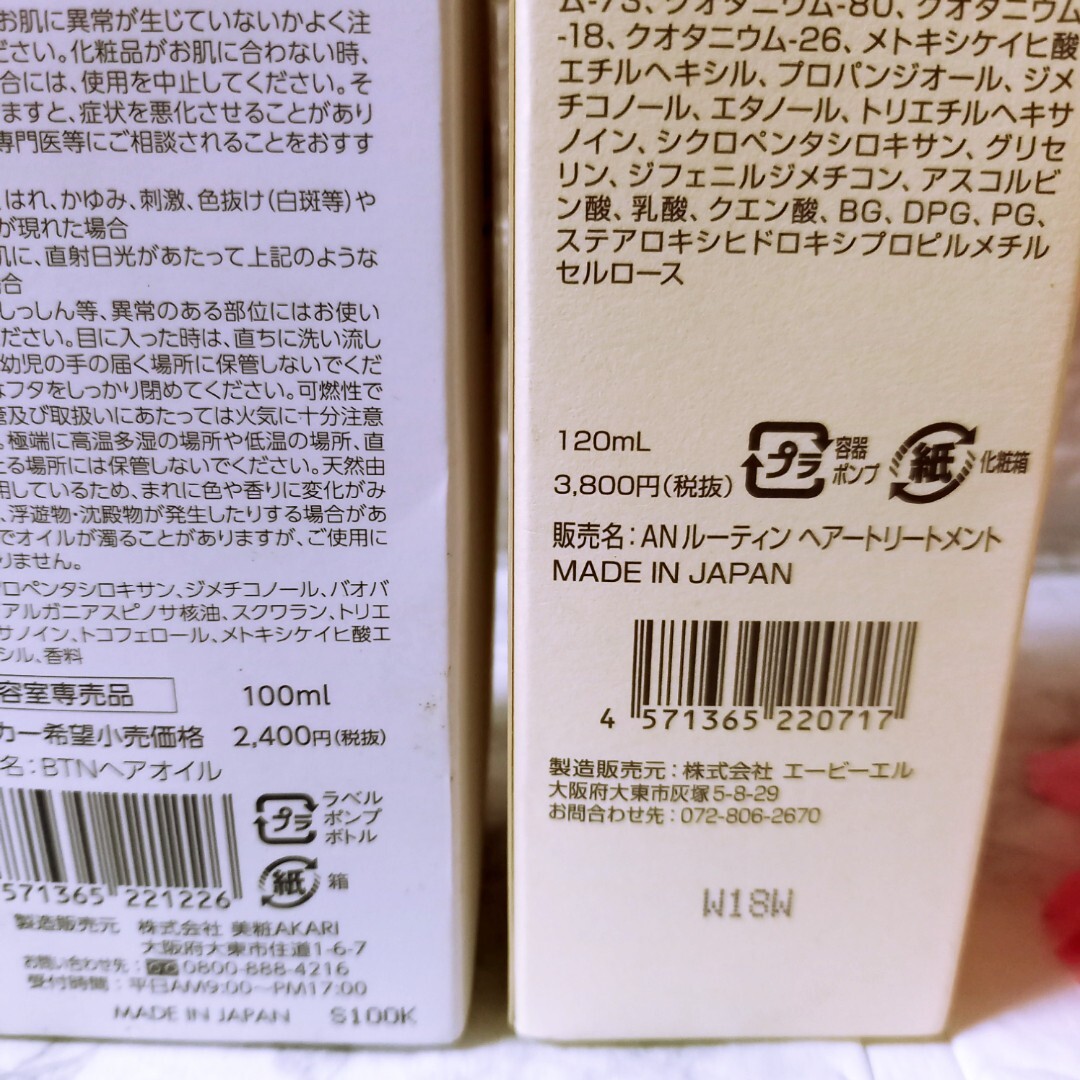 お肌に異常が生じていないかよく注
ださい。化粧品がお肌に合わない時、
合には、使用を中止してください。そ
ますと、症状を悪化させることがあり
専門医等にご相談されることをおすす
はれ、かゆみ、刺激、色抜け(白斑等)や
が現れた場合
肌に、直射日光があたって上記のような
合
しっしん等、異常のある部位にはお使い
ださい。目に入った時は、直ちに洗い流し
幼児の手の届く場所に保管しないでくだ
なフタをしっかり閉めてください。可燃性で
管及び取扱いにあたっては火気に十分注意
。極端に高温多湿の場所や低温の場所、直
たる場所には保管しないでください。天然由
用しているため、まれに色や香りに変化がみ
、浮遊物・沈殿物が発生したりする場合があ
でオイルが濁ることがありますが、ご使用に
りません。
ロペンタシロキサン、ジメチコノール、バオバ
アルガニアスピノサ核油、スクワラン、トリエ
サノイン、トコフェロール、メトキシケイヒ酸エ
シル、香料
容室専売品 100ml
カー希望小売価格 2,400円(税抜)
名:BTNヘアオイル
プラ ラベル
ポンプ
ボトル
紙 箱
571365 221226
製造販売元 株式会社 美粧AKARI
大阪府大東市住道1-6-7
お問い合わせ先: 0800-888-4216
受付時間:平日AM9:00〜PM17:00
MADE IN JAPAN S100K
ム-73、クオタニウム-80、クオタニウム
-18、クオタニウム-26、メトキシケイヒ酸
エチルヘキシル、プロパンジオール、ジメ
チコノール、エタノール、トリエチルヘキサ
ノイン、シクロペンタシロキサン、グリセ
リン、ジフェニルジメチコン、アスコルビ
ン酸、乳酸、クエン酸、BG、DPG、PG、
ステアロキシヒドロキシプロピルメチル
セルロース
120mL
3,800円(税抜)
プラ 容器
ポンプ
紙 化粧箱
販売名:ANルーティン ヘアートリートメント
MADE IN JAPAN
4 571365 220717
製造販売元:株式会社 エービーエル
大阪府大東市灰塚5-8-29
お問合わせ先:072-806-2670
W18W